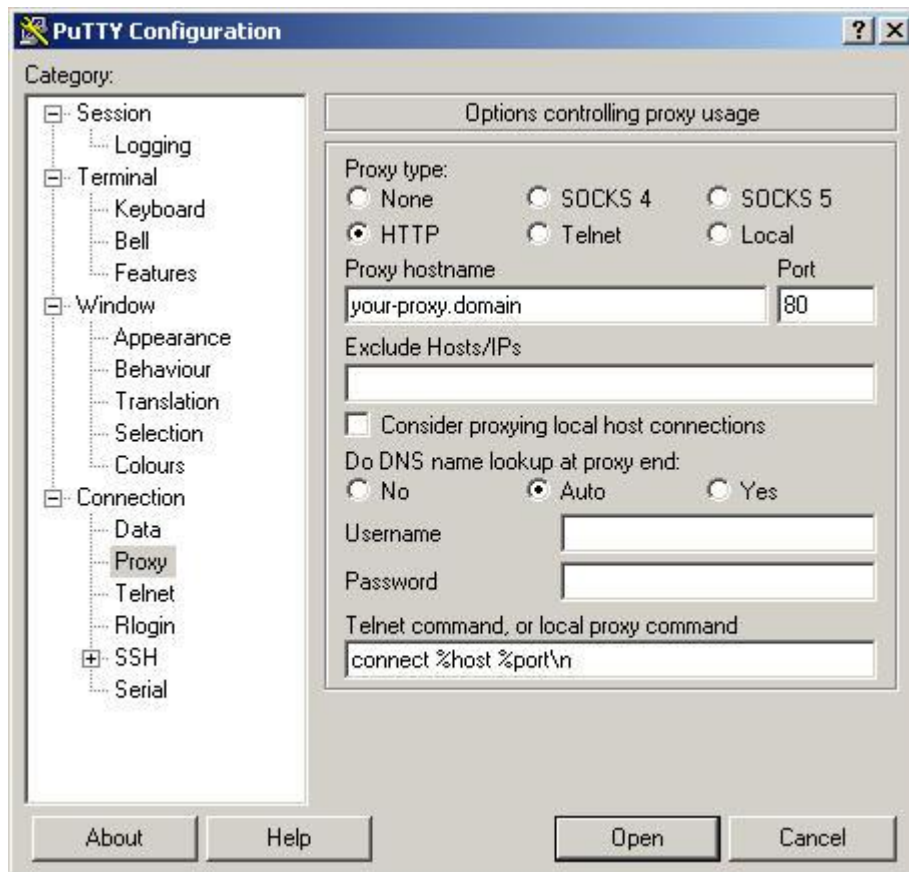 PuTTY Configuration
Category:
Session
Logging
Terminal
Keyboard
Bell
Features
Window
Appearance
Behaviour
Translation
Selection
Colours
Connection
Data
Proxy
Telnet
Rlogin
SSH
Serial
Options controlling proxy usage
Proxy type:
None SOCKS 4 SOCKS 5
HTTP Telnet Local
Proxy hostname Port
your-proxy.domain 80
Exclude Hosts/IPs
Consider proxying local host connections
Do DNS name lookup at proxy end:
No Auto Yes
Username
Password
Telnet command, or local proxy command
connect %host %port\n
About Help Open Cancel